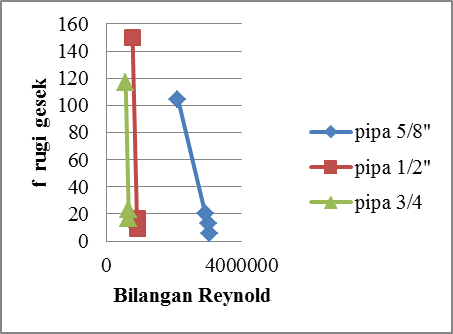 160
140
120
100
80
60
40
20
0
f rugi gesek
0
4000000
Bilangan Reynold
pipa 5/8"
pipa 1/2"
pipa 3/4